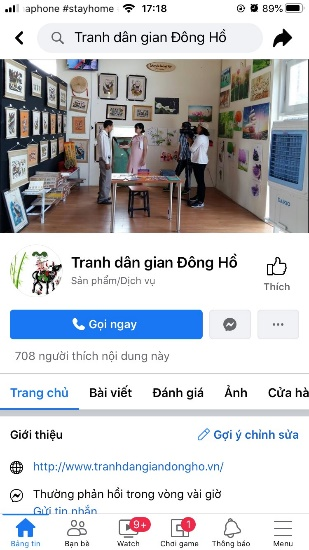 aphone #stayhome
17:18
89%
Tranh dân gian Đông Hồ
Tranh dân gian Đông Hồ
Sản phẩm/Dịch vụ
Thích
Gọi ngay
708 người thích nội dung này
Trang chủ
Bài viết
Đánh giá
Ảnh
Cửa hà
Giới thiệu
Gợi ý chỉnh sửa
http://www.tranhdangiandongho.vn/
Thường phản hồi trong vòng vài giờ
Gửi tin nhắn
9+
1
Bảng tin
Bạn bè
Watch
Chơi game
Thông báo
Menu